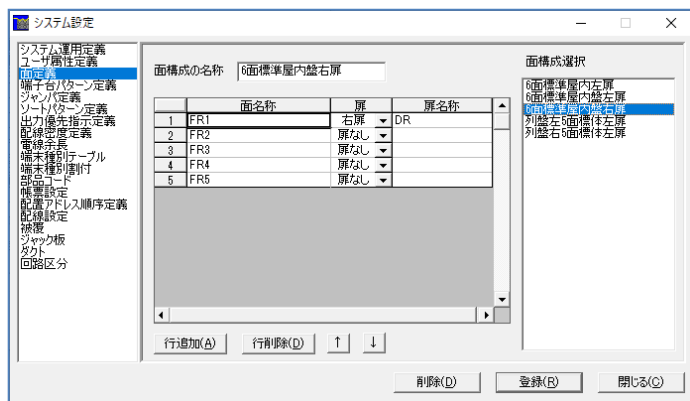 システム設定
システム運用定義
ユーザ属性定義
面定義
端子台パターン定義
ジャンパ定義
ソートパターン定義
出力優先指示定義
配線密度定義
電線余長
端末種別テーブル
端末種別割付
部品コード
帳票設定
配置アドレス順序定義
配線設定
被覆
ジャック板
ダクト
回路区分
面構成の名称 6面標準屋内盤右扉
面名称 扉 扉名称
1 FR1 右扉 DR
2 FR2 扉なし
3 FR3 扉なし
4 FR4 扉なし
5 FR5 扉なし
行追加(A) 行削除(D) ↑ ↓
面構成選択
6面標準屋内左扉
6面標準屋内盤左扉
6面標準屋内盤右扉
列盤左5面標体左扉
列盤右5面標体左扉
削除(D) 登録(R) 閉じる(C)